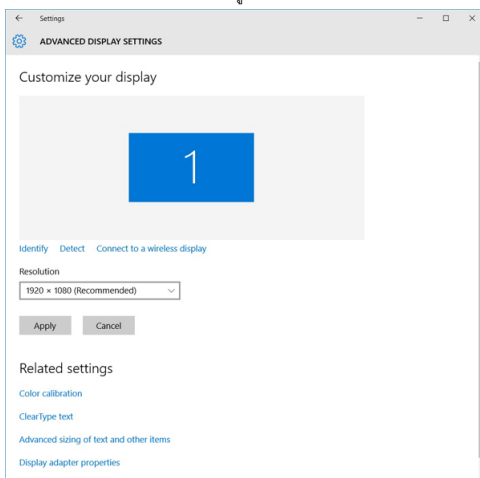 Settings
ADVANCED DISPLAY SETTINGS
Customize your display
1
Identify Detect Connect to a wireless display
Resolution
1920 × 1080 (Recommended)
Apply Cancel
Related settings
Color calibration
ClearType text
Advanced sizing of text and other items
Display adapter properties